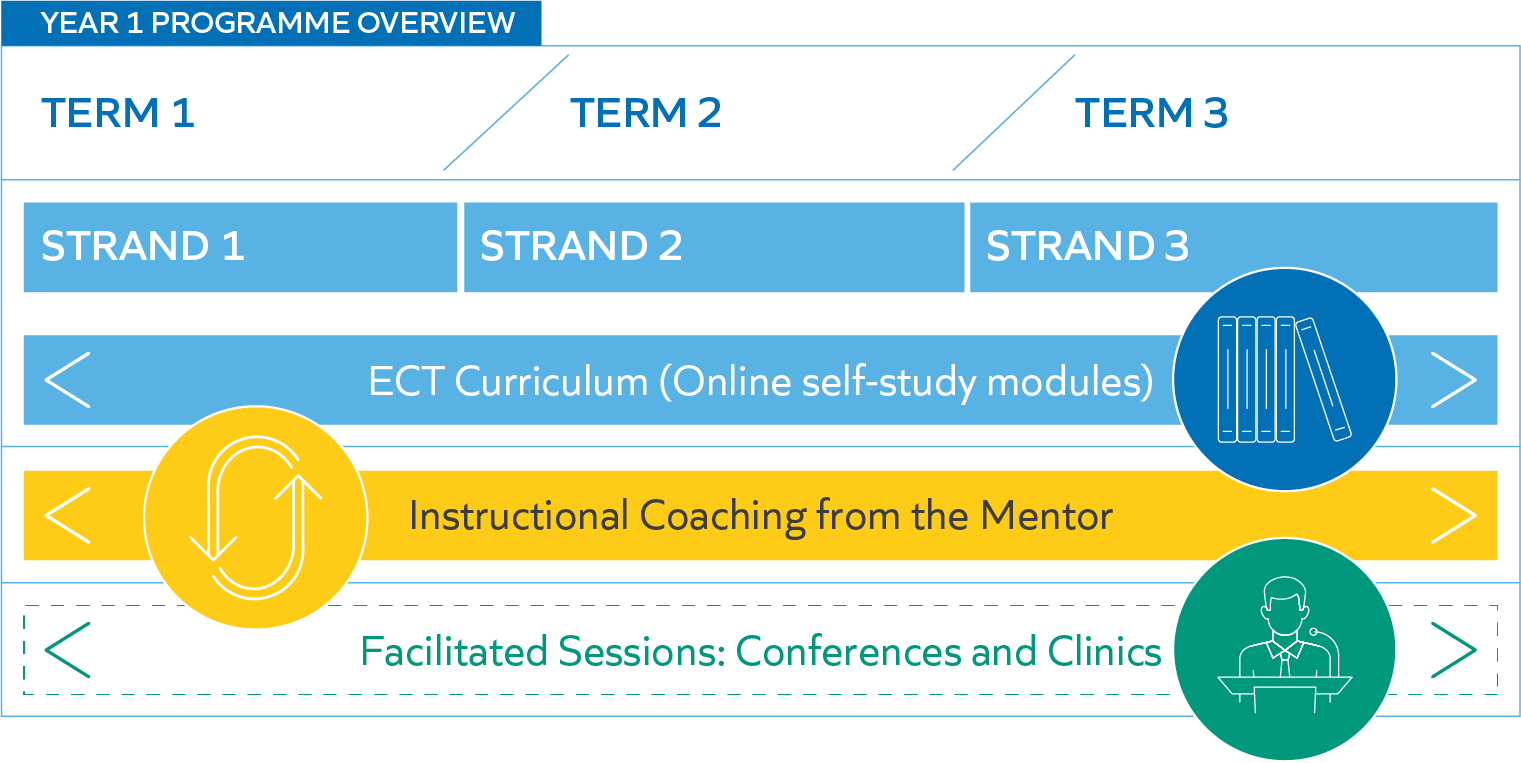 YEAR 1 PROGRAMME OVERVIEW
TERM 1
TERM 2
TERM 3
STRAND 1
STRAND 2
STRAND 3
ECT Curriculum (Online self-study modules)
Instructional Coaching from the Mentor
Facilitated Sessions: Conferences and Clinics